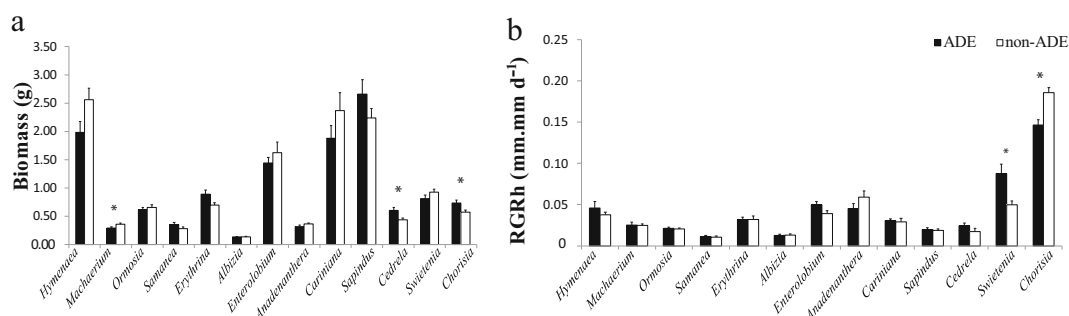 a
Biomass (g)
3.50
3.00
2.50
2.00
1.50
1.00
0.50
0.00
*
*
*
Hymenaea
Machaerium
Ormosia
Samanea
Erythrina
Albizia
Enterolobium
Anadenanthera
Cariniana
Sapindus
Cedrela
Swietenia
Chorisia
b
RGRh (mm.mm d⁻¹)
0.25
0.20
0.15
0.10
0.05
0
ADE non-ADE
*
*
Hymenaea
Machaerium
Ormosia
Samanea
Erythrina
Albizia
Enterolobium
Anadenanthera
Cariniana
Sapindus
Cedrela
Swietenia
Chorisia